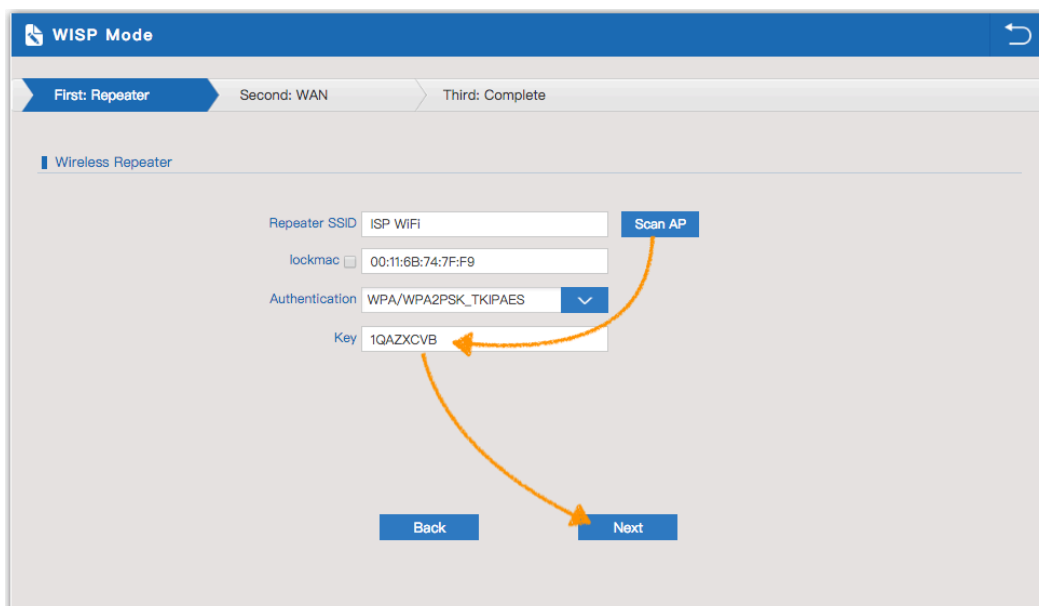 WISP Mode
First: Repeater Second: WAN Third: Complete
Wireless Repeater
Repeater SSID ISP WiFi Scan AP
lockmac 00:11:6B:74:7F:F9
Authentication WPA/WPA2PSK_TKIPAES
Key 1QAZXCVB
Back Next